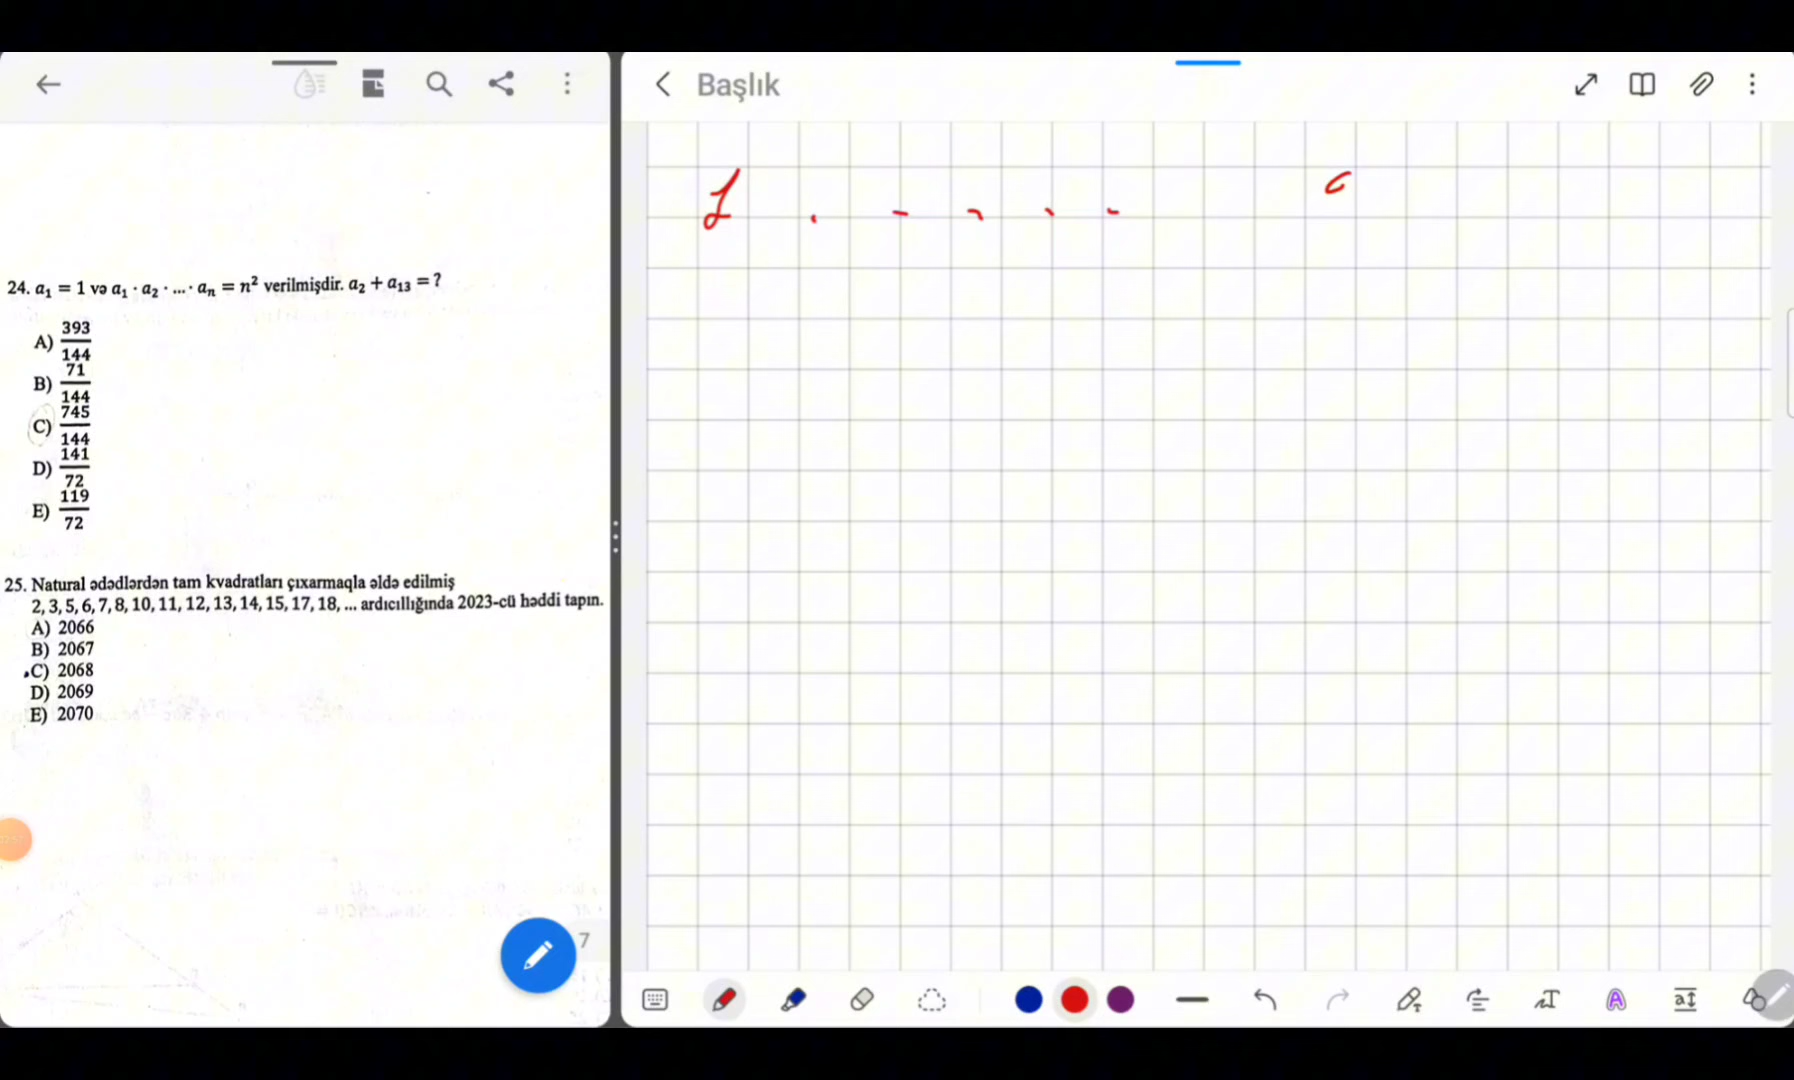 Başlık
24. a₁ = 1 və a₁ · a₂ · ... · aₙ = n² verilmişdir. a₂ + a₁₃ = ?
A) 393/144
B) 71/144
C) 745/144
D) 141/72
E) 119/72
25. Natural ədədlərdən tam kvadratları çıxarmaqla əldə edilmiş
2, 3, 5, 6, 7, 8, 10, 11, 12, 13, 14, 15, 17, 18, ... ardıcıllığında 2023-cü həddi tapın.
A) 2066
B) 2067
C) 2068
D) 2069
E) 2070
7